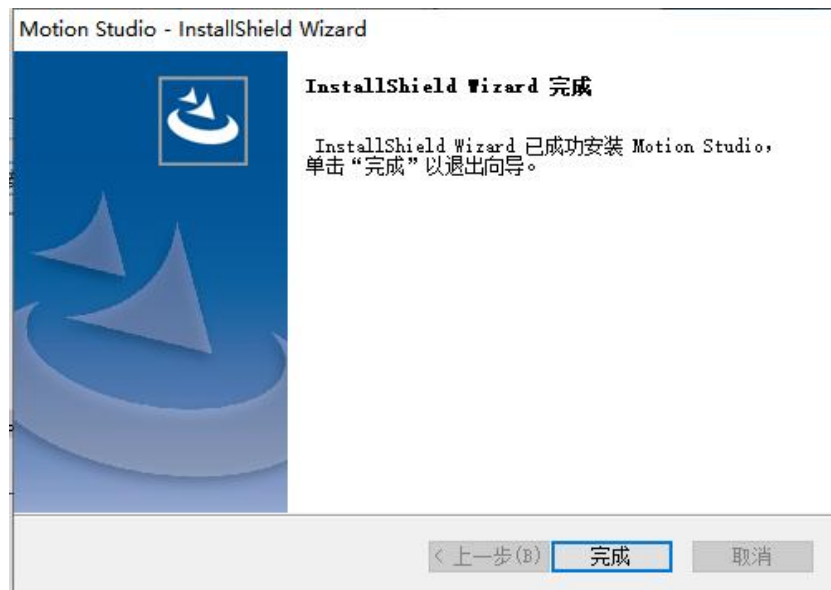 Motion Studio - InstallShield Wizard
InstallShield Wizard 完成
InstallShield Wizard 已成功安装 Motion Studio，
单击“完成”以退出向导。
< 上一步(B)
完成
取消